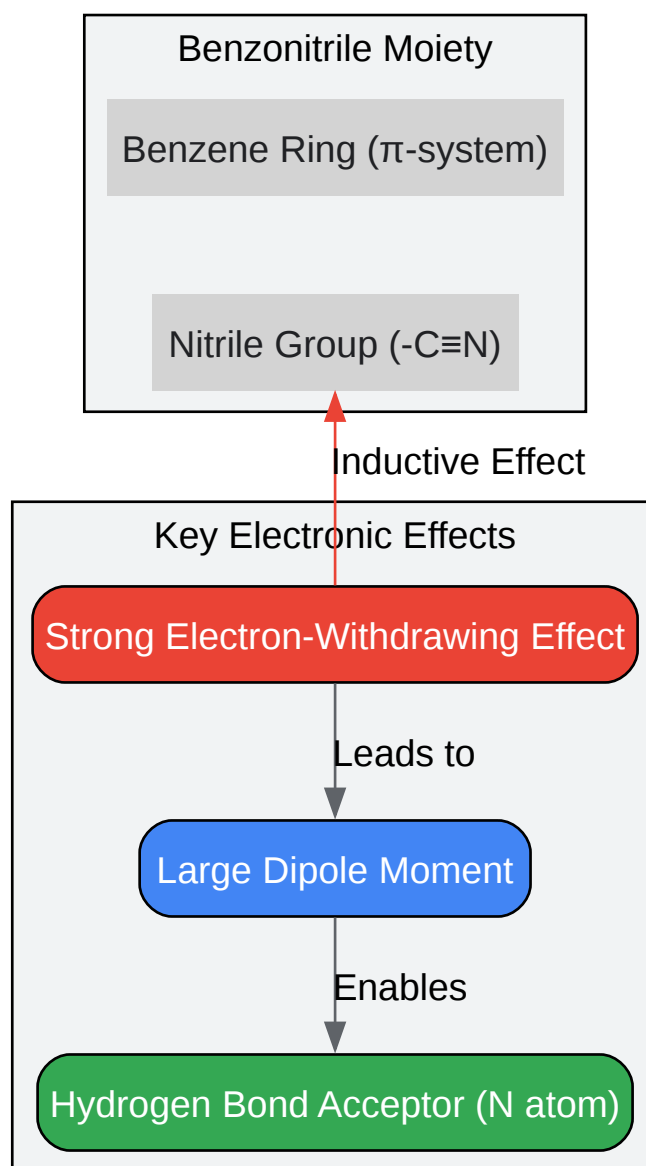 Benzonitrile Moiety
Benzene Ring (π-system)
Nitrile Group (-C≡N)
Inductive Effect
Key Electronic Effects
Strong Electron-Withdrawing Effect
Leads to
Large Dipole Moment
Enables
Hydrogen Bond Acceptor (N atom)